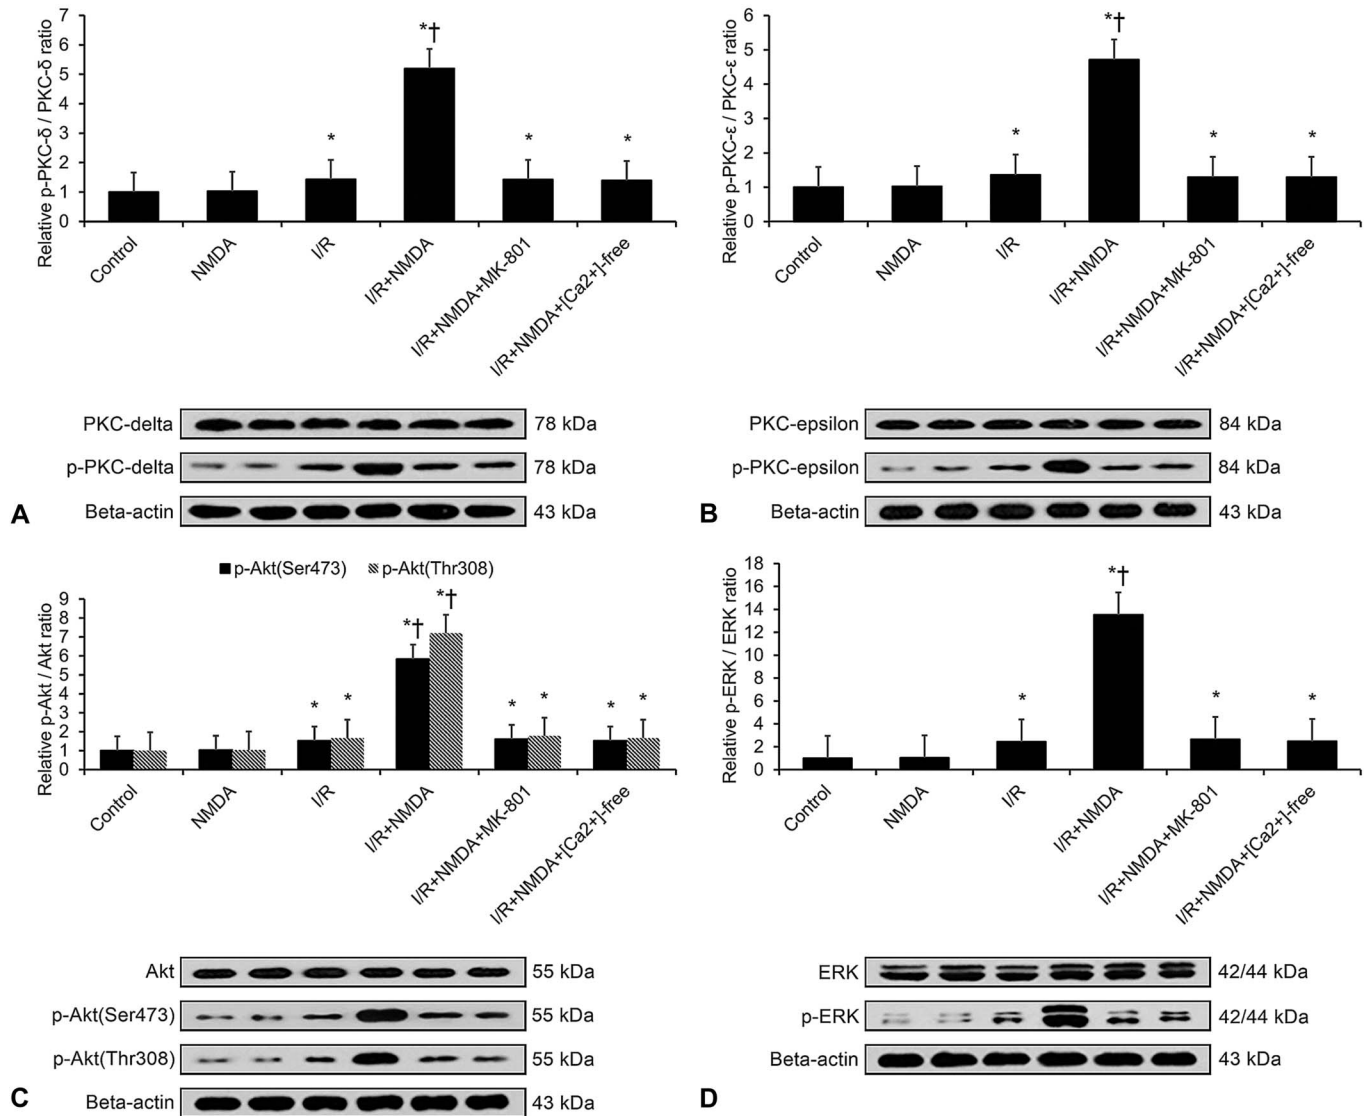 Relative p-PKC-δ / PKC-δ ratio
7
6
5
4
3
2
1
0
*
*†
*
*
Control
NMDA
I/R
I/R+NMDA
I/R+NMDA+MK-801
I/R+NMDA+[Ca2+]-free
PKC-delta 78 kDa
p-PKC-delta 78 kDa
Beta-actin 43 kDa
A
Relative p-PKC-ε / PKC-ε ratio
6
5
4
3
2
1
0
*
*†
*
*
Control
NMDA
I/R
I/R+NMDA
I/R+NMDA+MK-801
I/R+NMDA+[Ca2+]-free
PKC-epsilon 84 kDa
p-PKC-epsilon 84 kDa
Beta-actin 43 kDa
B
p-Akt(Ser473) p-Akt(Thr308)
Relative p-Akt / Akt ratio
9
8
7
6
5
4
3
2
1
0
* *
*† *†
* *
* *
Control
NMDA
I/R
I/R+NMDA
I/R+NMDA+MK-801
I/R+NMDA+[Ca2+]-free
Akt 55 kDa
p-Akt(Ser473) 55 kDa
p-Akt(Thr308) 55 kDa
Beta-actin 43 kDa
C
Relative p-ERK / ERK ratio
18
16
14
12
10
8
6
4
2
0
*
*†
*
*
Control
NMDA
I/R
I/R+NMDA
I/R+NMDA+MK-801
I/R+NMDA+[Ca2+]-free
ERK 42/44 kDa
p-ERK 42/44 kDa
Beta-actin 43 kDa
D